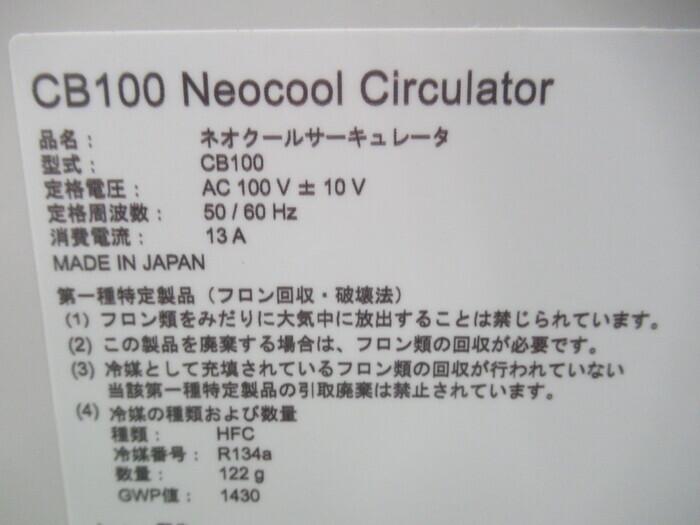 CB100 Neocool Circulator
品名： ネオクールサーキュレータ
型式： CB100
定格電圧： AC 100 V ± 10 V
定格周波数： 50 / 60 Hz
消費電流： 13 A
MADE IN JAPAN
第一種特定製品（フロン回収・破壊法）
(1) フロン類をみだりに大気中に放出することは禁じられています。
(2) この製品を廃棄する場合は、フロン類の回収が必要です。
(3) 冷媒として充填されているフロン類の回収が行われていない
当該第一種特定製品の引取廃棄は禁止されています。
(4) 冷媒の種類および数量
種類： HFC
冷媒番号： R134a
数量： 122 g
GWP値： 1430